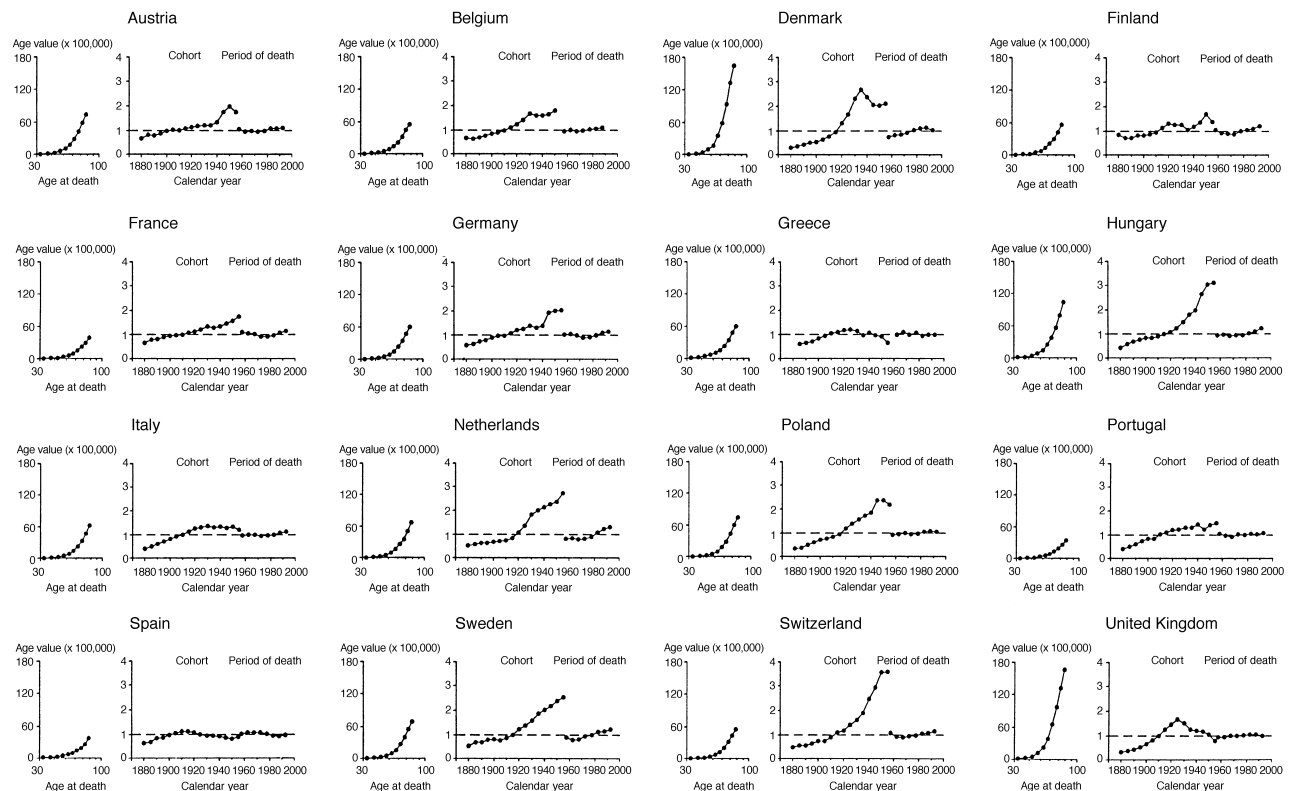 Austria Belgium Denmark Finland
Age value (x 100,000) Cohort Period of death Age value (x 100,000) Cohort Period of death Age value (x 100,000) Cohort Period of death Age value (x 100,000) Cohort Period of death
180 4 180 4 180 4 180 4
3 3 3 3
120 120 120 120
2 2 2 2
60 60 60 60
1 1 1 1
0 0 0 0 0 0 0 0
30 100 1880 1900 1920 1940 1960 1980 2000 30 100 1880 1900 1920 1940 1960 1980 2000 30 100 1880 1900 1920 1940 1960 1980 2000 30 100 1880 1900 1920 1940 1960 1980 2000
Age at death Calendar year Age at death Calendar year Age at death Calendar year Age at death Calendar year
France Germany Greece Hungary
Age value (x 100,000) Cohort Period of death Age value (x 100,000) Cohort Period of death Age value (x 100,000) Cohort Period of death Age value (x 100,000) Cohort Period of death
180 4 180 4 180 4 180 4
3 3 3 3
120 120 120 120
2 2 2 2
60 60 60 60
1 1 1 1
0 0 0 0 0 0 0 0
30 100 1880 1900 1920 1940 1960 1980 2000 30 100 1880 1900 1920 1940 1960 1980 2000 30 100 1880 1900 1920 1940 1960 1980 2000 30 100 1880 1900 1920 1940 1960 1980 2000
Age at death Calendar year Age at death Calendar year Age at death Calendar year Age at death Calendar year
Italy Netherlands Poland Portugal
Age value (x 100,000) Cohort Period of death Age value (x 100,000) Cohort Period of death Age value (x 100,000) Cohort Period of death Age value (x 100,000) Cohort Period of death
180 4 180 4 180 4 180 4
3 3 3 3
120 120 120 120
2 2 2 2
60 60 60 60
1 1 1 1
0 0 0 0 0 0 0 0
30 100 1880 1900 1920 1940 1960 1980 2000 30 100 1880 1900 1920 1940 1960 1980 2000 30 100 1880 1900 1920 1940 1960 1980 2000 30 100 1880 1900 1920 1940 1960 1980 2000
Age at death Calendar year Age at death Calendar year Age at death Calendar year Age at death Calendar year
Spain Sweden Switzerland United Kingdom
Age value (x 100,000) Cohort Period of death Age value (x 100,000) Cohort Period of death Age value (x 100,000) Cohort Period of death Age value (x 100,000) Cohort Period of death
180 4 180 4 180 4 180 4
3 3 3 3
120 120 120 120
2 2 2 2
60 60 60 60
1 1 1 1
0 0 0 0 0 0 0 0
30 100 1880 1900 1920 1940 1960 1980 2000 30 100 1880 1900 1920 1940 1960 1980 2000 30 100 1880 1900 1920 1940 1960 1980 2000 30 100 1880 1900 1920 1940 1960 1980 2000
Age at death Calendar year Age at death Calendar year Age at death Calendar year Age at death Calendar year